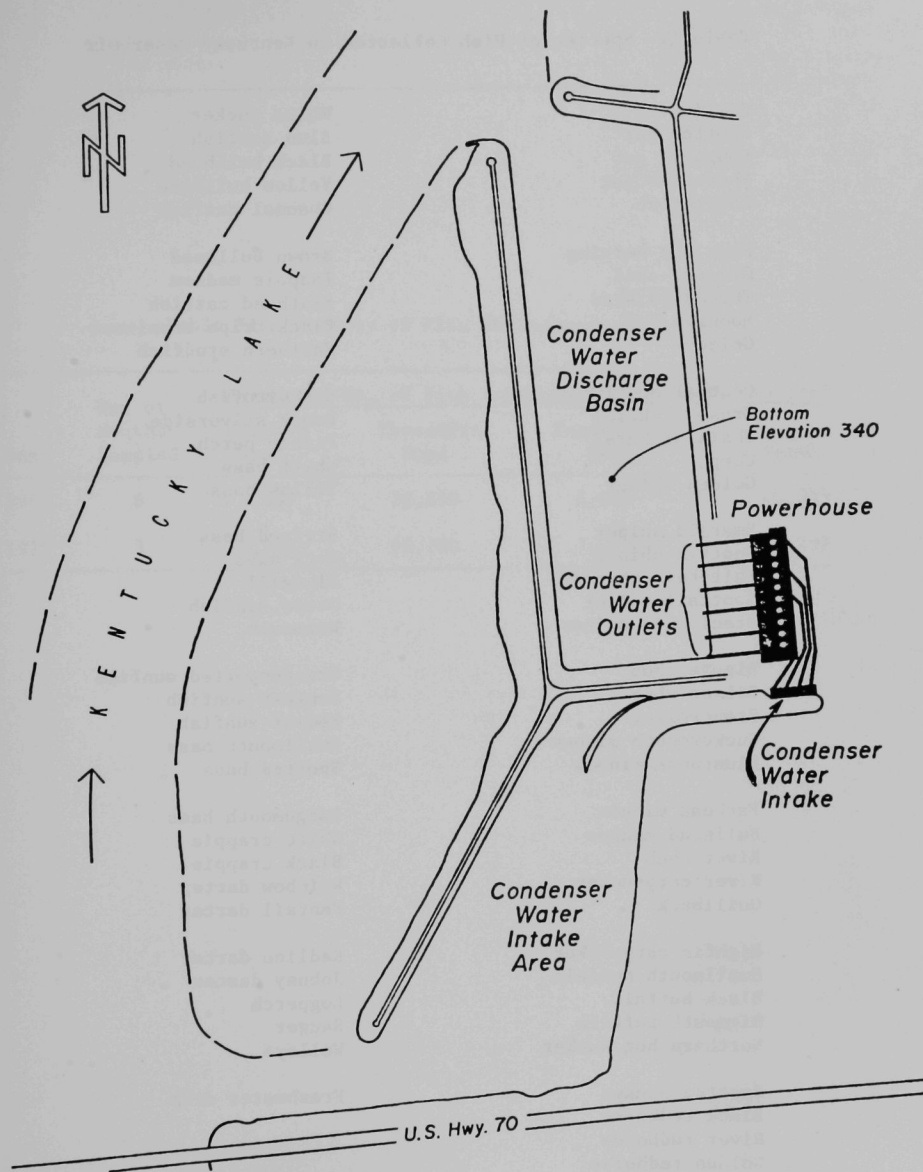 N
KENTUCKY LAKE
Condenser
Water
Discharge
Basin
Bottom
Elevation 340
Powerhouse
Condenser
Water
Outlets
Condenser
Water
Intake
Condenser
Water
Intake
Area
U.S. Hwy. 70